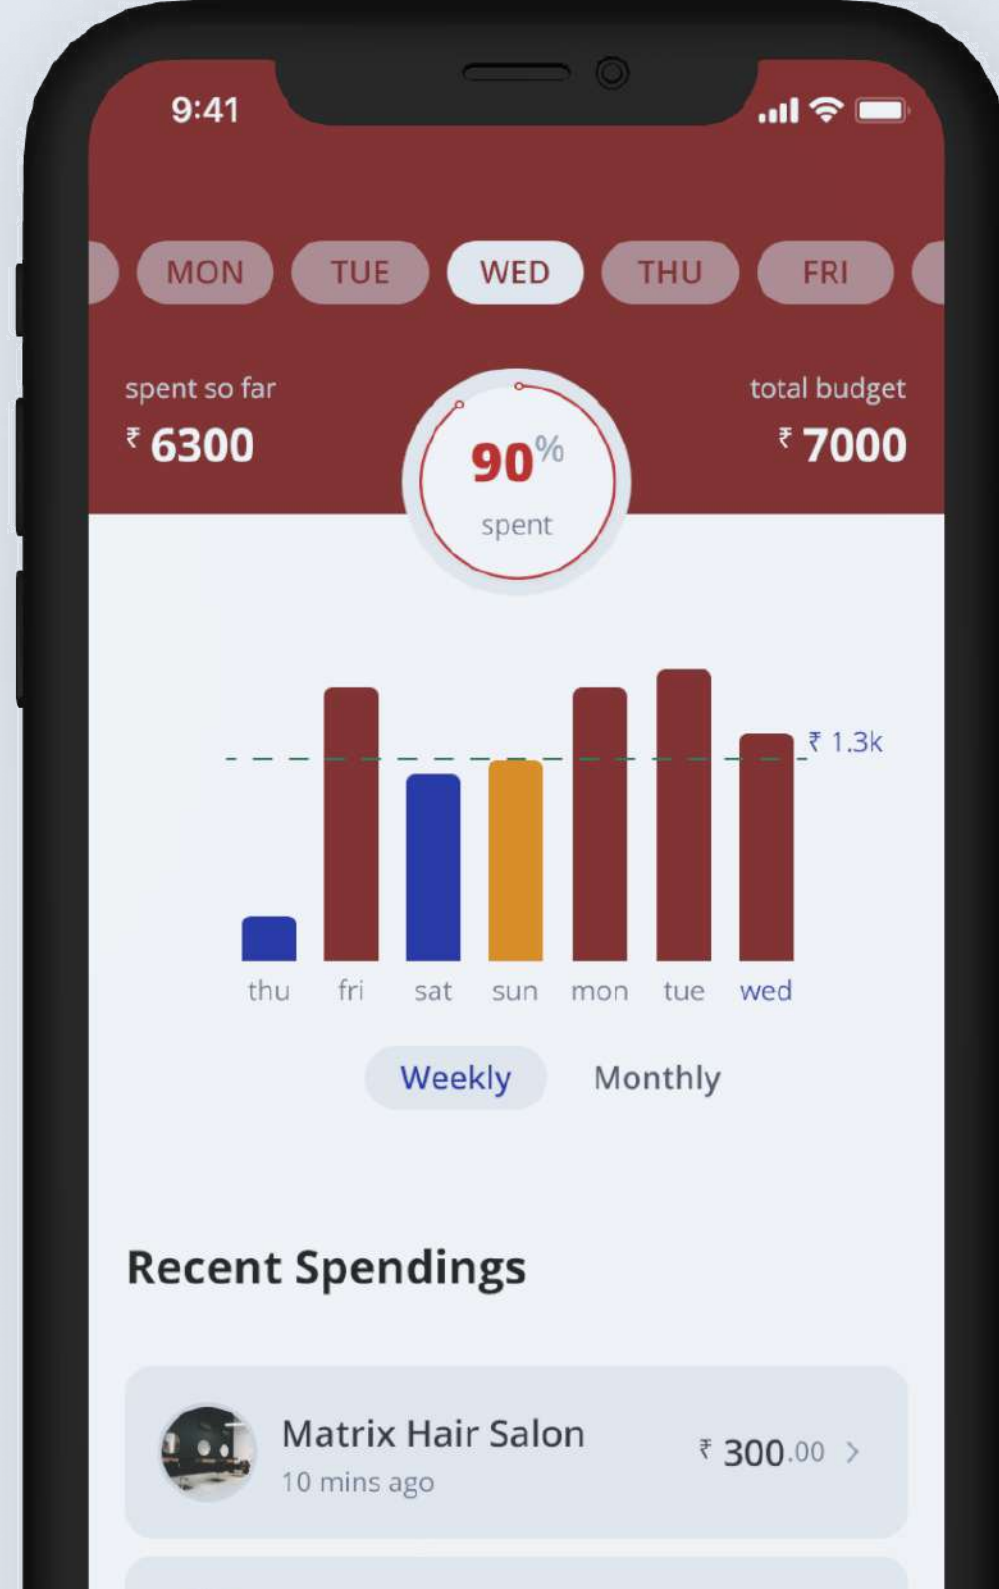 9:41
MON TUE WED THU FRI
spent so far
₹ 6300
90%
spent
total budget
₹ 7000
₹ 1.3k
thu fri sat sun mon tue wed
Weekly Monthly
Recent Spendings
Matrix Hair Salon
10 mins ago
₹ 300.00 >